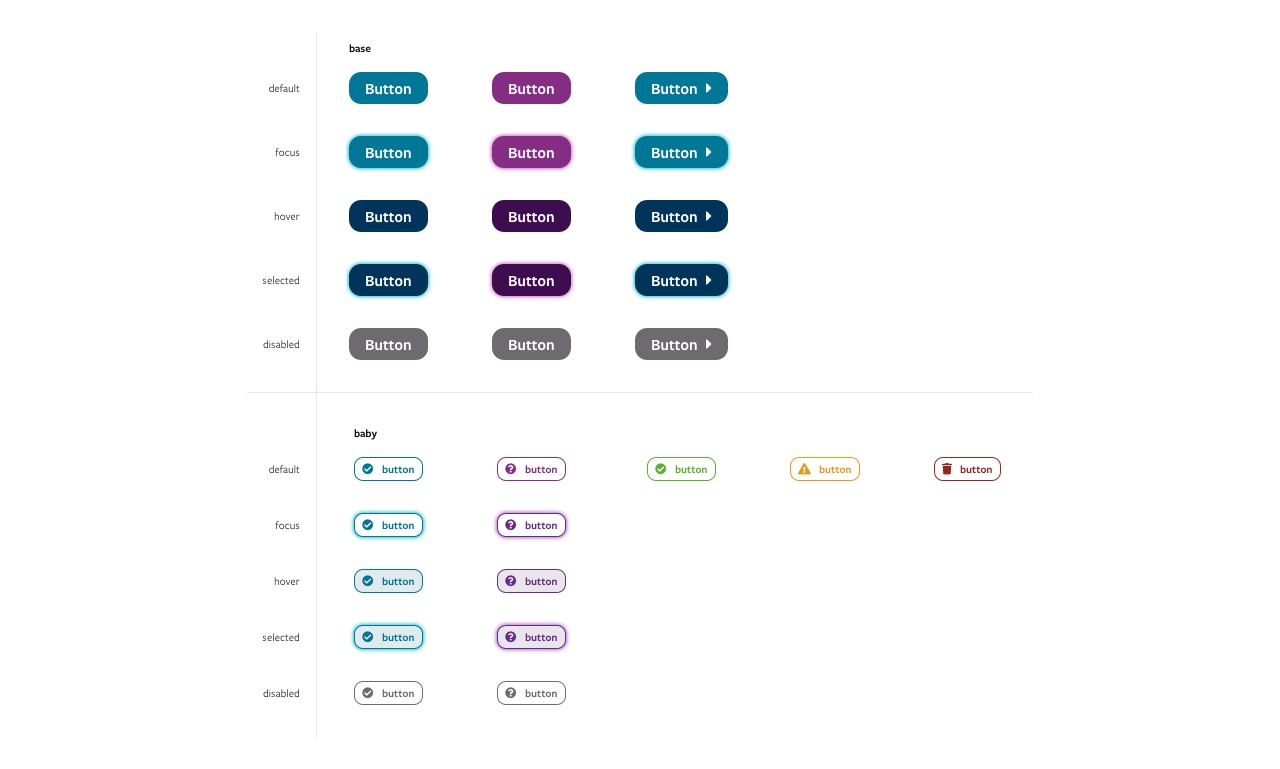 base
default Button Button Button
focus Button Button Button
hover Button Button Button
selected Button Button Button
disabled Button Button Button
baby
default button button button button button
focus button button
hover button button
selected button button
disabled button button